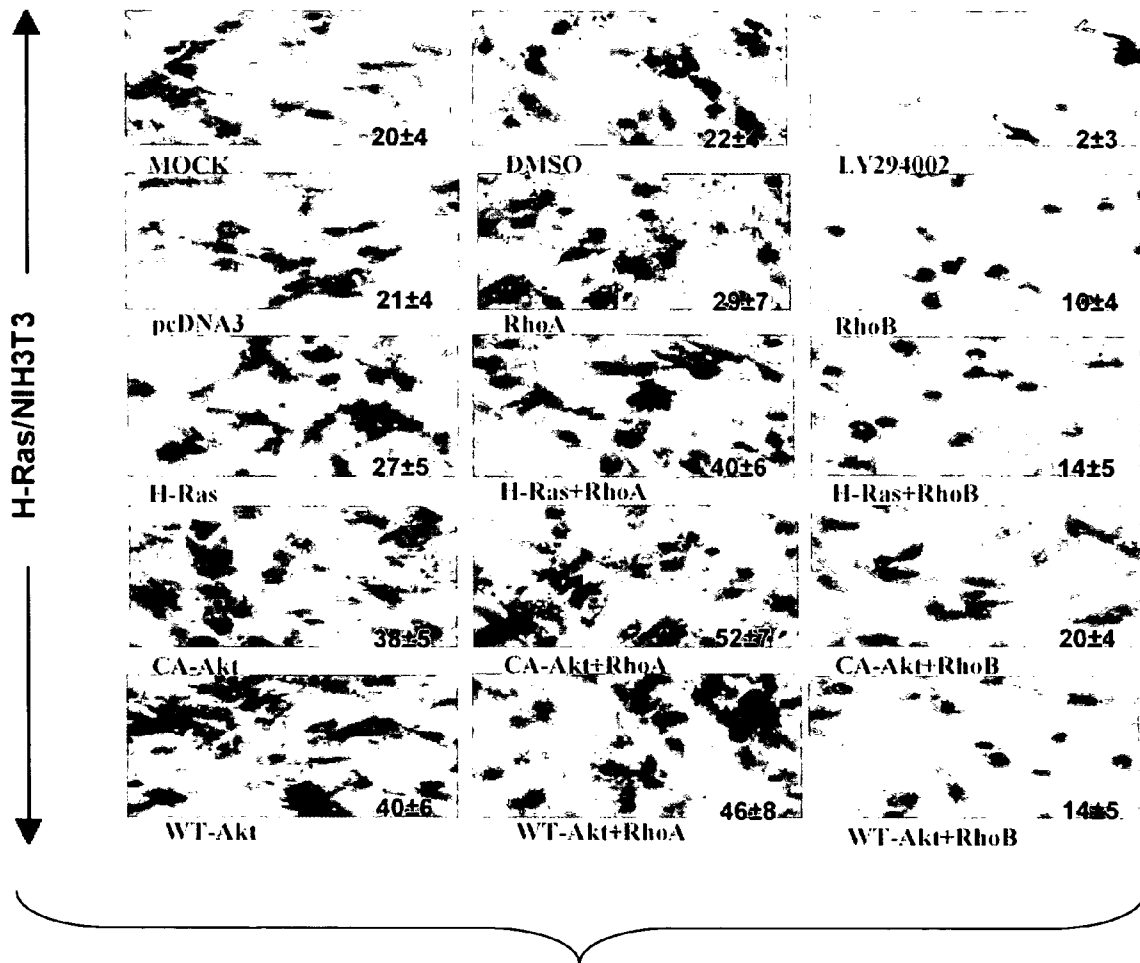 H-Ras/NIH3T3
20±4
MOCK
22±4
DMSO
2±3
LY294002
21±4
pcDNA3
29±7
RhoA
10±4
RhoB
27±5
H-Ras
40±6
H-Ras+RhoA
14±5
H-Ras+RhoB
38±5
CA-Akt
52±7
CA-Akt+RhoA
20±4
CA-Akt+RhoB
40±6
WT-Akt
46±8
WT-Akt+RhoA
14±5
WT-Akt+RhoB